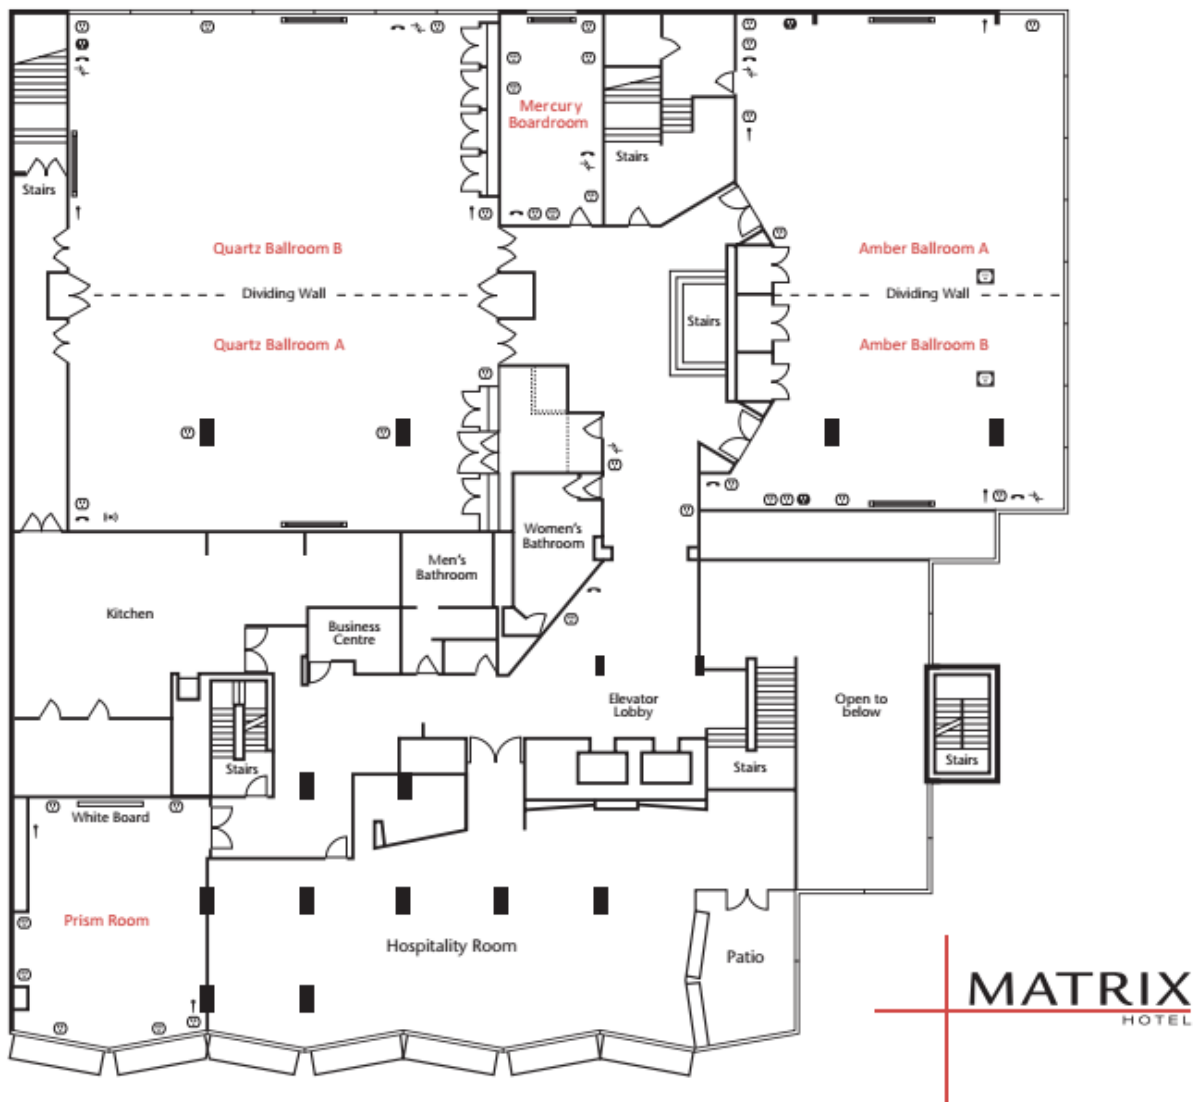 Mercury
Boardroom
Stairs
Stairs
Quartz Ballroom B
Amber Ballroom A
Dividing Wall
Dividing Wall
Stairs
Quartz Ballroom A
Amber Ballroom B
Women's
Bathroom
Men's
Bathroom
Kitchen
Business
Centre
Elevator
Lobby
Open to
below
Stairs
Stairs
Stairs
White Board
Prism Room
Hospitality Room
Patio
MATRIX
HOTEL